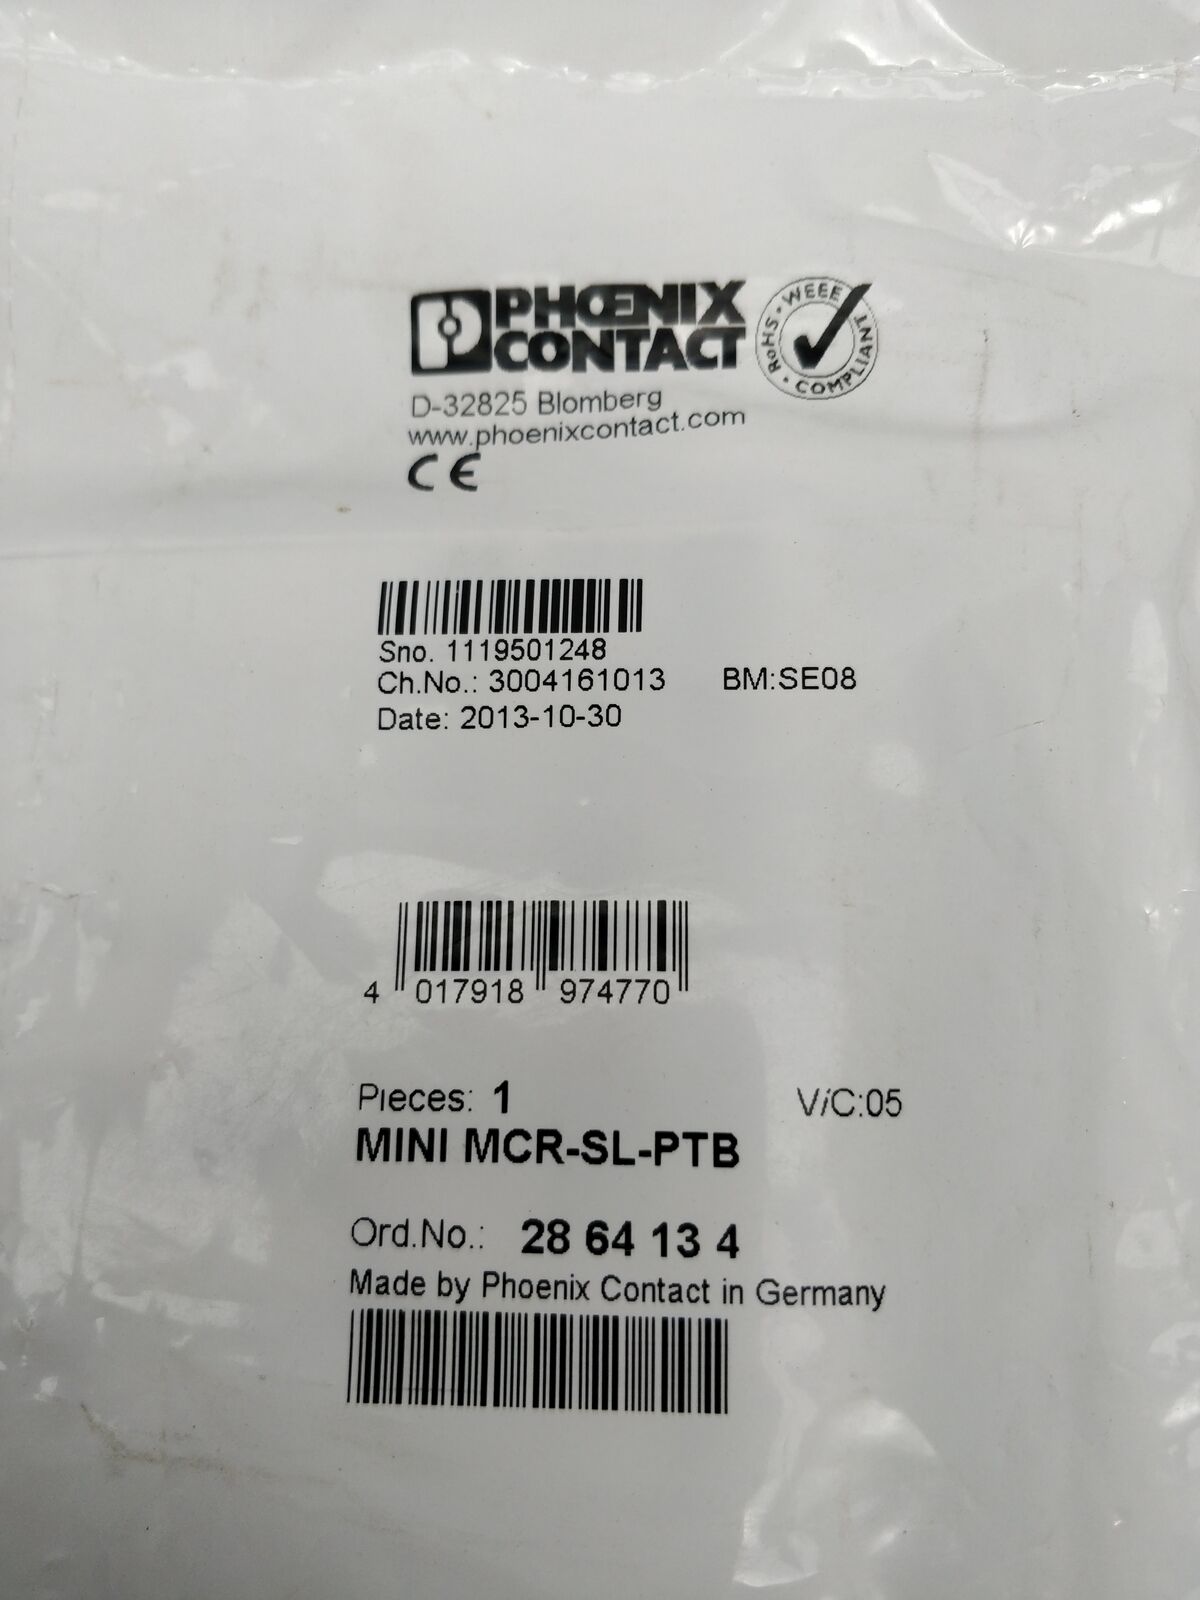 PHOENIX
CONTACT
RoHS · WEEE · COMPLIANT
D-32825 Blomberg
www.phoenixcontact.com
CE
Sno. 1119501248
Ch.No.: 3004161013 BM:SE08
Date: 2013-10-30
4 017918 974770
Pieces: 1 V/C:05
MINI MCR-SL-PTB
Ord.No.: 28 64 13 4
Made by Phoenix Contact in Germany